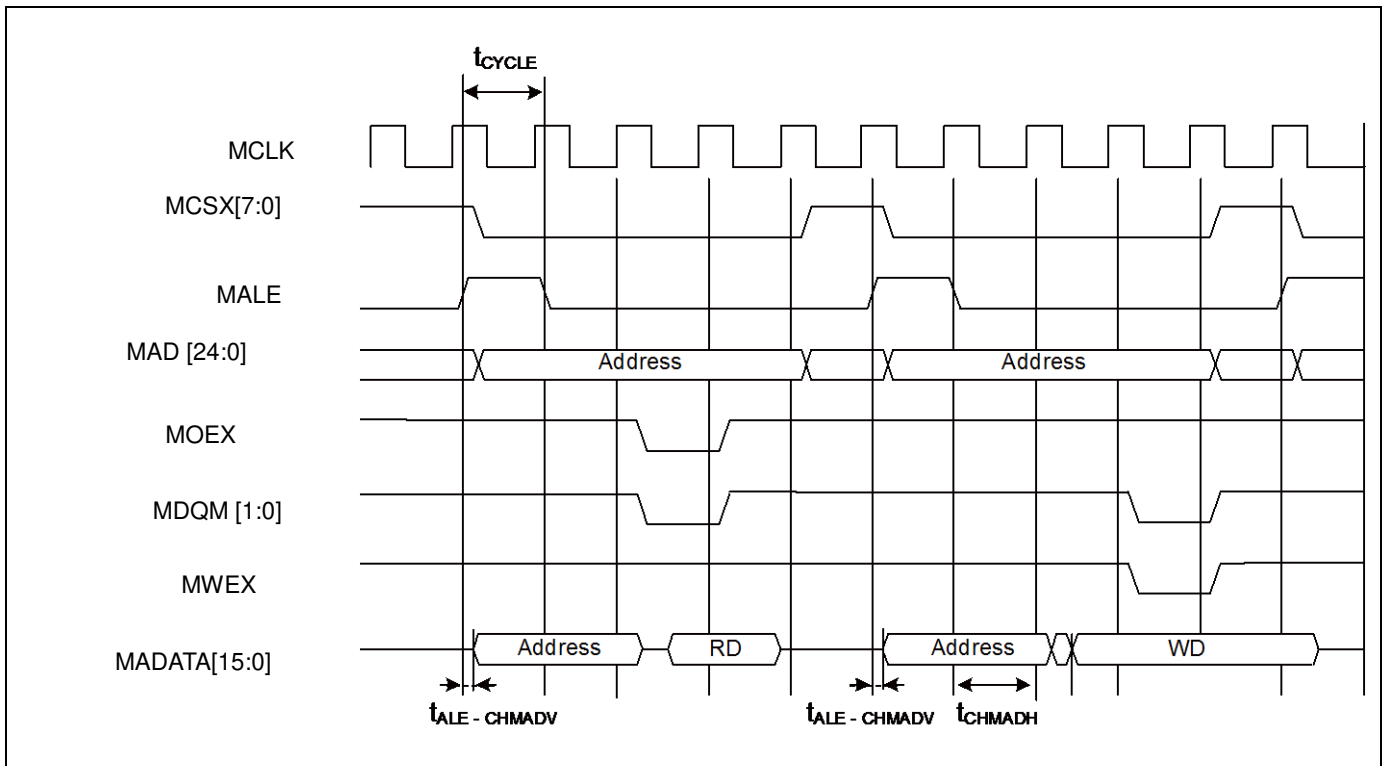 tCYCLE
MCLK
MCSX[7:0]
MALE
MAD [24:0]
Address Address
MOEX
MDQM [1:0]
MWEX
MADATA[15:0]
Address RD Address WD
tALE - CHMADV tALE - CHMADV tCHMADH